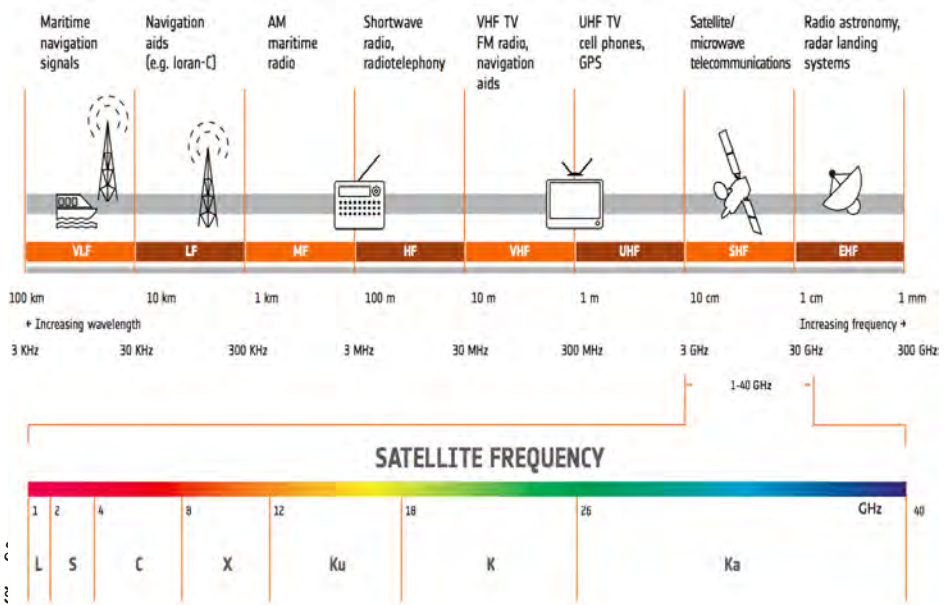 Maritime
navigation
signals
Navigation
aids
(e.g. loran-C)
AM
maritime
radio
Shortwave
radio,
radiotelephony
VHF TV
FM radio,
navigation
aids
UHF TV
cell phones,
GPS
Satellite/
microwave
telecommunications
Radio astronomy,
radar landing
systems
VLF LF MF HF VHF UHF SHF EHF
100 km 10 km 1 km 100 m 10 m 1 m 10 cm 1 cm 1 mm
← Increasing wavelength Increasing frequency →
3 KHz 30 KHz 300 KHz 3 MHz 30 MHz 300 MHz 3 GHz 30 GHz 300 GHz
1-40 GHz
SATELLITE FREQUENCY
1 2 4 8 12 18 26 GHz 40
L S C X Ku K Ka